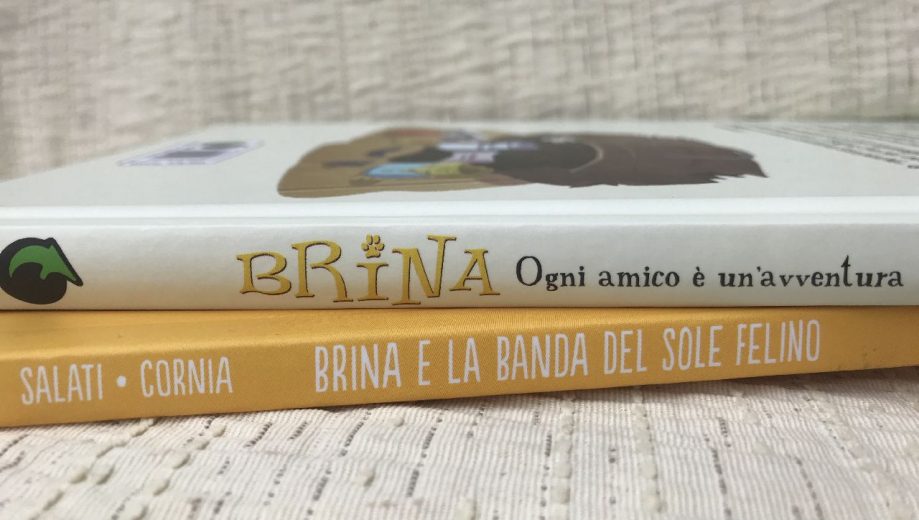 BRINA Ogni amico è un'avventura
SALATI • CORNIA BRINA E LA BANDA DEL SOLE FELINO